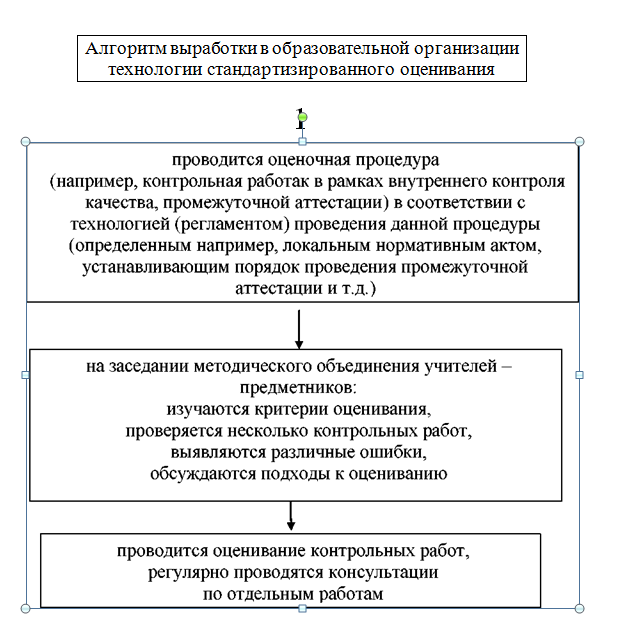 Алгоритм выработки в образовательной организации
технологии стандартизированного оценивания
1
проводится оценочная процедура
(например, контрольная работак в рамках внутреннего контроля
качества, промежуточной аттестации) в соответствии с
технологией (регламентом) проведения данной процедуры
(определенным например, локальным нормативным актом,
устанавливающим порядок проведения промежуточной
аттестации и т.д.)
на заседании методического объединения учителей –
предметников:
изучаются критерии оценивания,
проверяется несколько контрольных работ,
выявляются различные ошибки,
обсуждаются подходы к оцениванию
проводится оценивание контрольных работ,
регулярно проводятся консультации
по отдельным работам